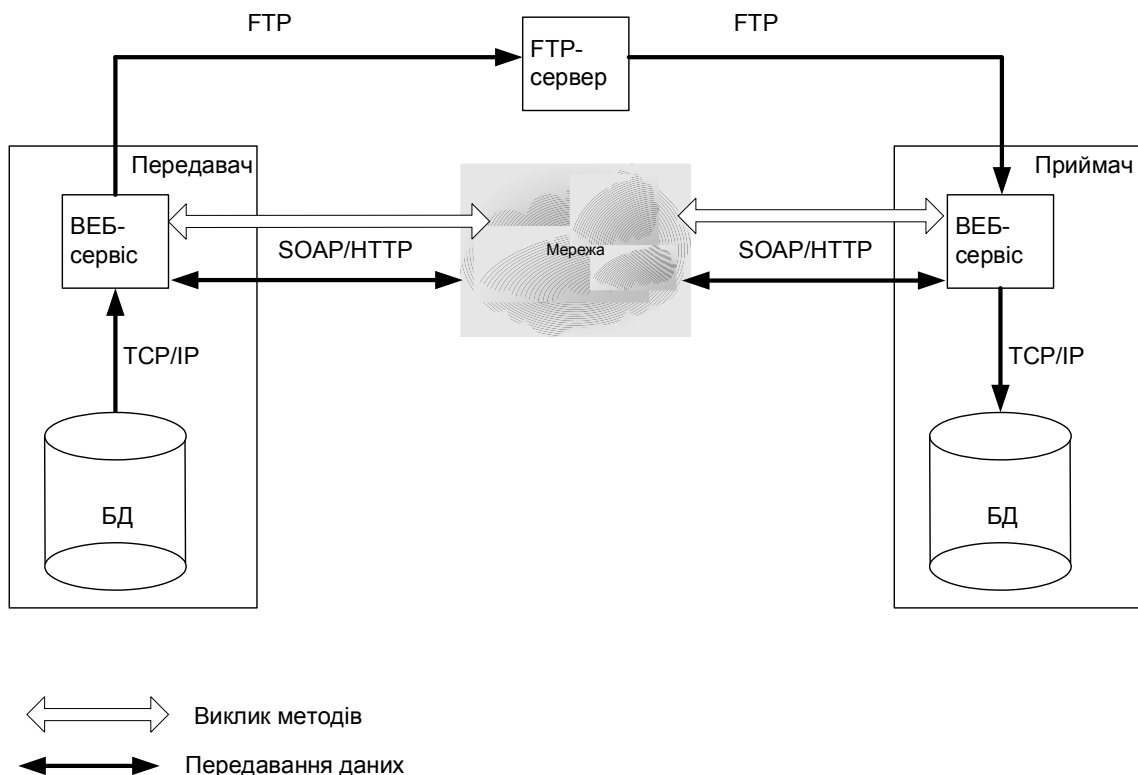 FTP
FTP
FTP-
сервер
Передавач
Приймач
ВЕБ-
сервіс
SOAP/HTTP
Мережа
SOAP/HTTP
ВЕБ-
сервіс
TCP/IP
TCP/IP
БД
БД
Виклик методів
Передавання даних